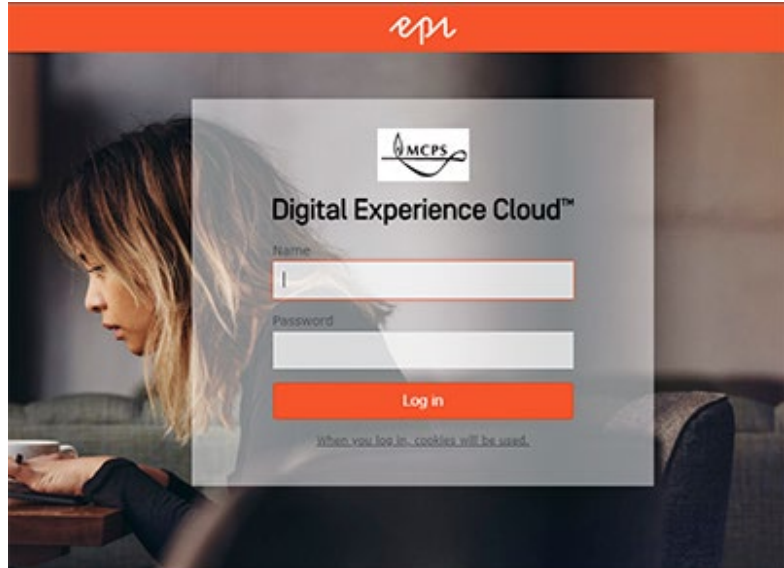 epi
MCPS
Digital Experience Cloud™
Name
Password
Log in
When you log in, cookies will be used.